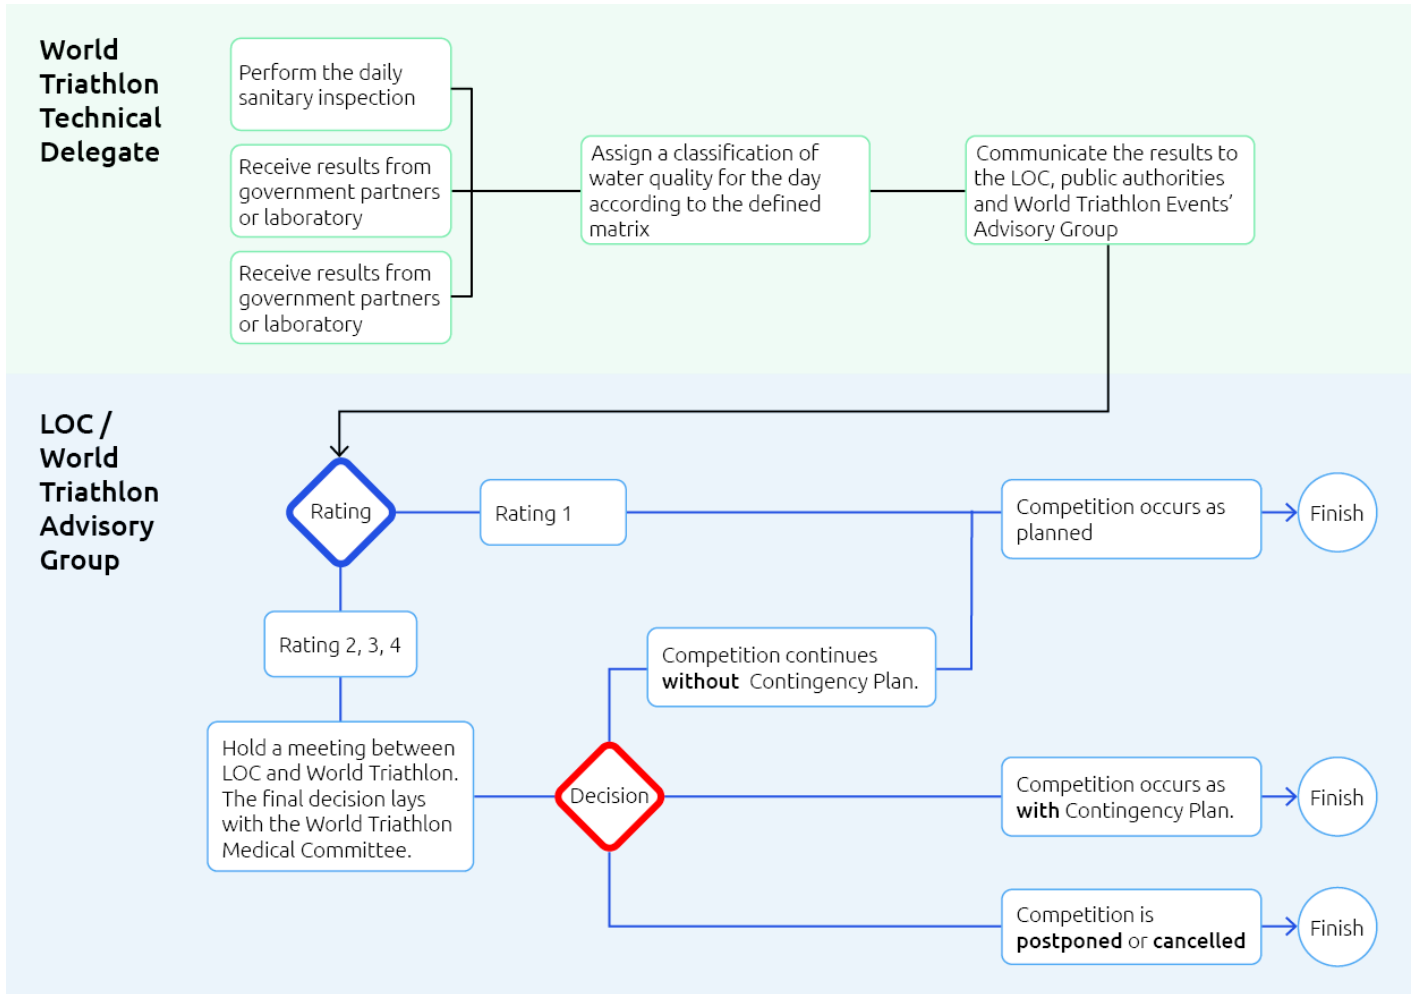 World
Triathlon
Technical
Delegate
Perform the daily
sanitary inspection
Receive results from
government partners
or laboratory
Receive results from
government partners
or laboratory
Assign a classification of
water quality for the day
according to the defined
matrix
Communicate the results to
the LOC, public authorities
and World Triathlon Events’
Advisory Group
LOC /
World
Triathlon
Advisory
Group
Rating
Rating 1
Competition occurs as
planned
Finish
Rating 2, 3, 4
Competition continues
without Contingency Plan.
Hold a meeting between
LOC and World Triathlon.
The final decision lays
with the World Triathlon
Medical Committee.
Decision
Competition occurs as
with Contingency Plan.
Finish
Competition is
postponed or cancelled
Finish